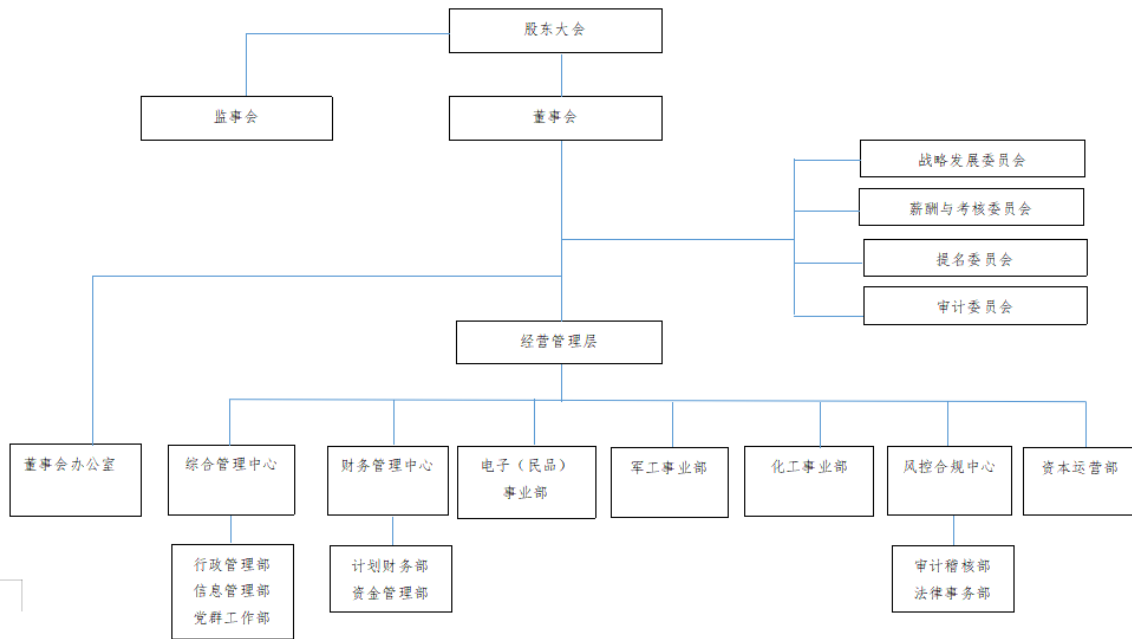 股东大会
监事会
董事会
战略发展委员会
薪酬与考核委员会
提名委员会
审计委员会
经营管理层
董事会办公室
综合管理中心
财务管理中心
电子（民品）
事业部
军工事业部
化工事业部
风控合规中心
资本运营部
行政管理部
信息管理部
党群工作部
计划财务部
资金管理部
审计稽核部
法律事务部